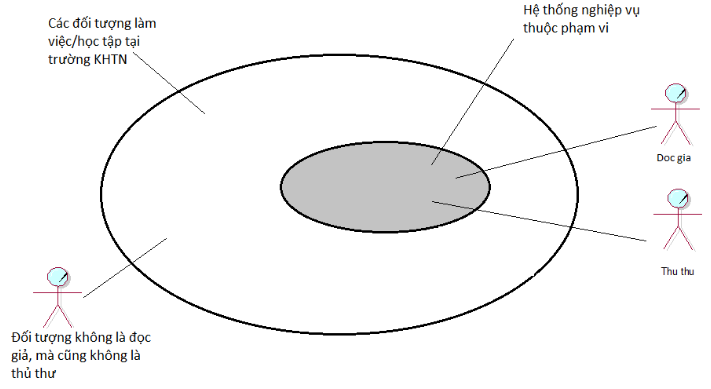 Các đối tượng làm
việc/học tập tại
trường KHTN
Hệ thống nghiệp vụ
thuộc phạm vi
Doc gia
Thu thu
Đối tượng không là đọc
giả, mà cũng không là
thủ thư